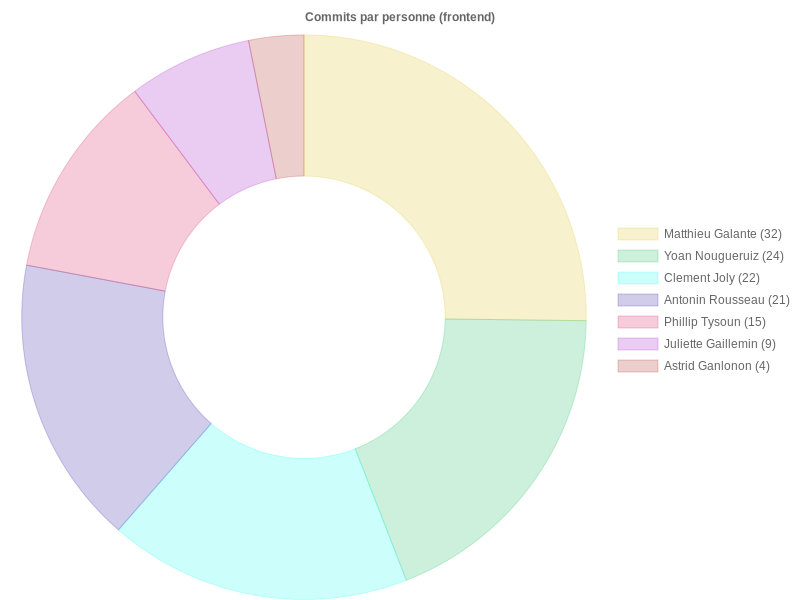 Commits par personne (frontend)
Matthieu Galante (32)
Yoan Nougueruiz (24)
Clement Joly (22)
Antonin Rousseau (21)
Phillip Tysoun (15)
Juliette Gaillemin (9)
Astrid Ganlonon (4)